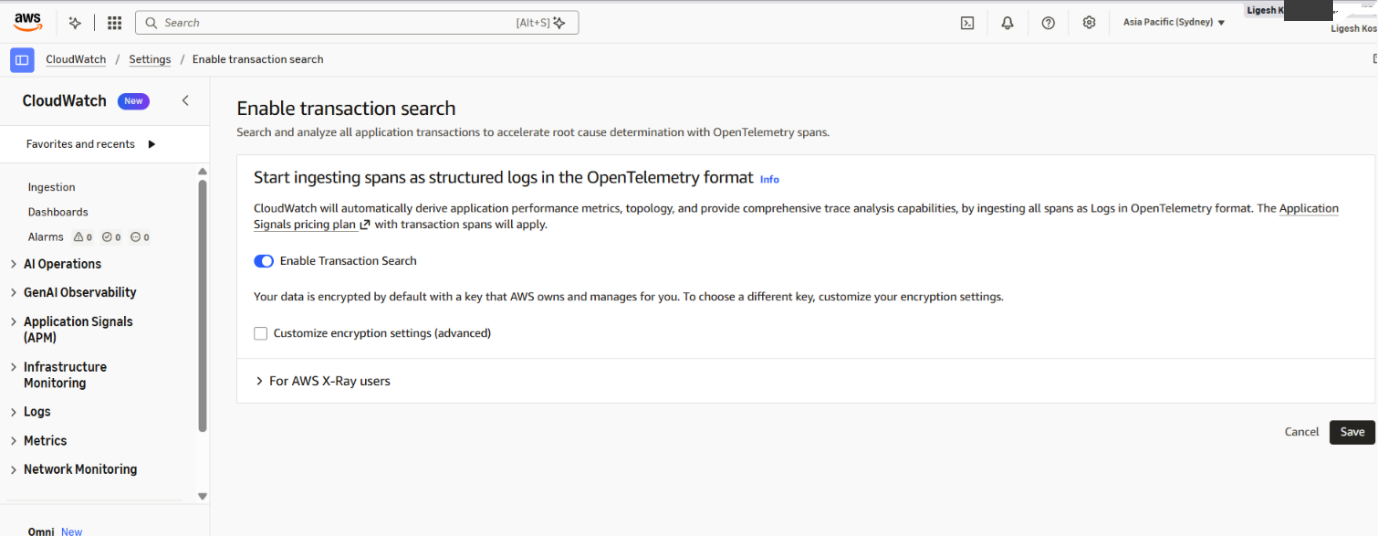 aws
Search
[Alt+S]
Asia Pacific (Sydney)
Ligesh K
Ligesh Kos
CloudWatch / Settings / Enable transaction search
CloudWatch New
Favorites and recents
Ingestion
Dashboards
Alarms 0 0 0
AI Operations
GenAI Observability
Application Signals
(APM)
Infrastructure
Monitoring
Logs
Metrics
Network Monitoring
Omni New
Enable transaction search
Search and analyze all application transactions to accelerate root cause determination with OpenTelemetry spans.
Start ingesting spans as structured logs in the OpenTelemetry format Info
CloudWatch will automatically derive application performance metrics, topology, and provide comprehensive trace analysis capabilities, by ingesting all spans as Logs in OpenTelemetry format. The Application
Signals pricing plan with transaction spans will apply.
Enable Transaction Search
Your data is encrypted by default with a key that AWS owns and manages for you. To choose a different key, customize your encryption settings.
Customize encryption settings (advanced)
For AWS X-Ray users
Cancel
Save